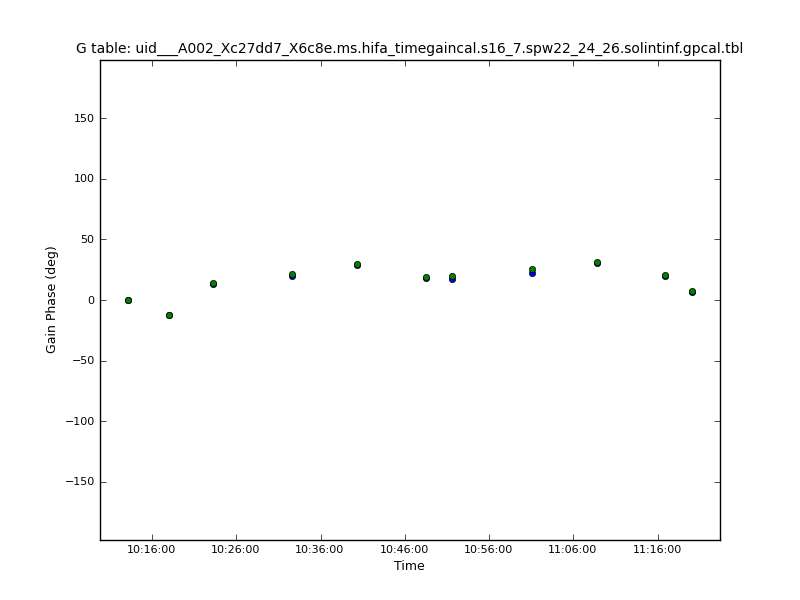 G table: uid___A002_Xc27dd7_X6c8e.ms.hifa_timegaincal.s16_7.spw22_24_26.solintinf.gpcal.tbl
150
100
50
0
−50
−100
−150
Gain Phase (deg)
10:16:00 10:26:00 10:36:00 10:46:00 10:56:00 11:06:00 11:16:00
Time